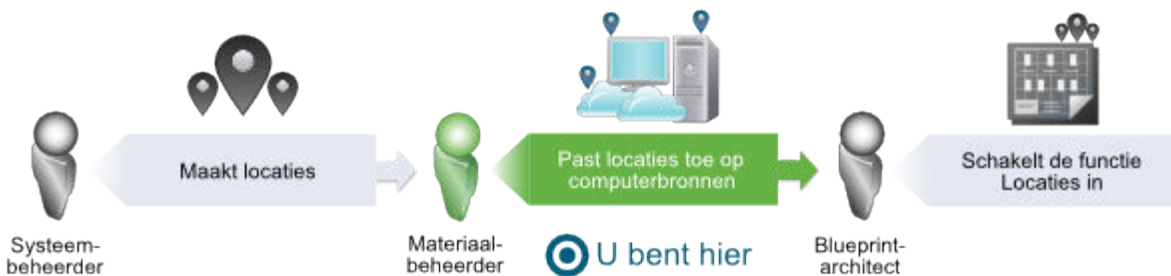 Maakt locaties
Past locaties toe op
computerbronnen
Schakelt de functie
Locaties in
Systeem-
beheerder
Materiaal-
beheerder
U bent hier
Blueprint-
architect